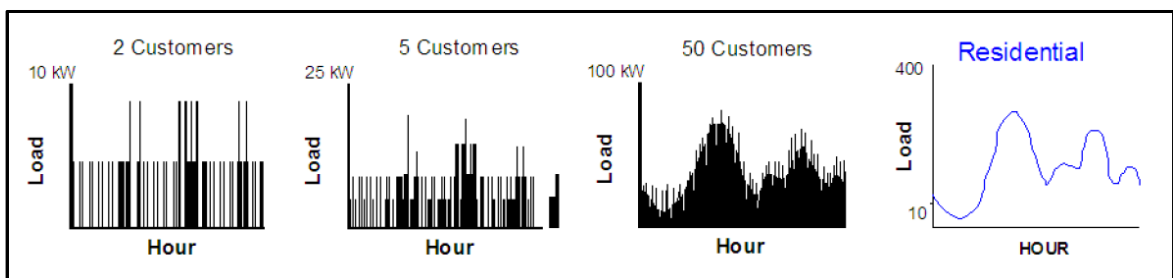 2 Customers
10 kW
Load
Hour
5 Customers
25 kW
Load
Hour
50 Customers
100 kW
Load
Hour
Residential
400
Load
10
HOUR